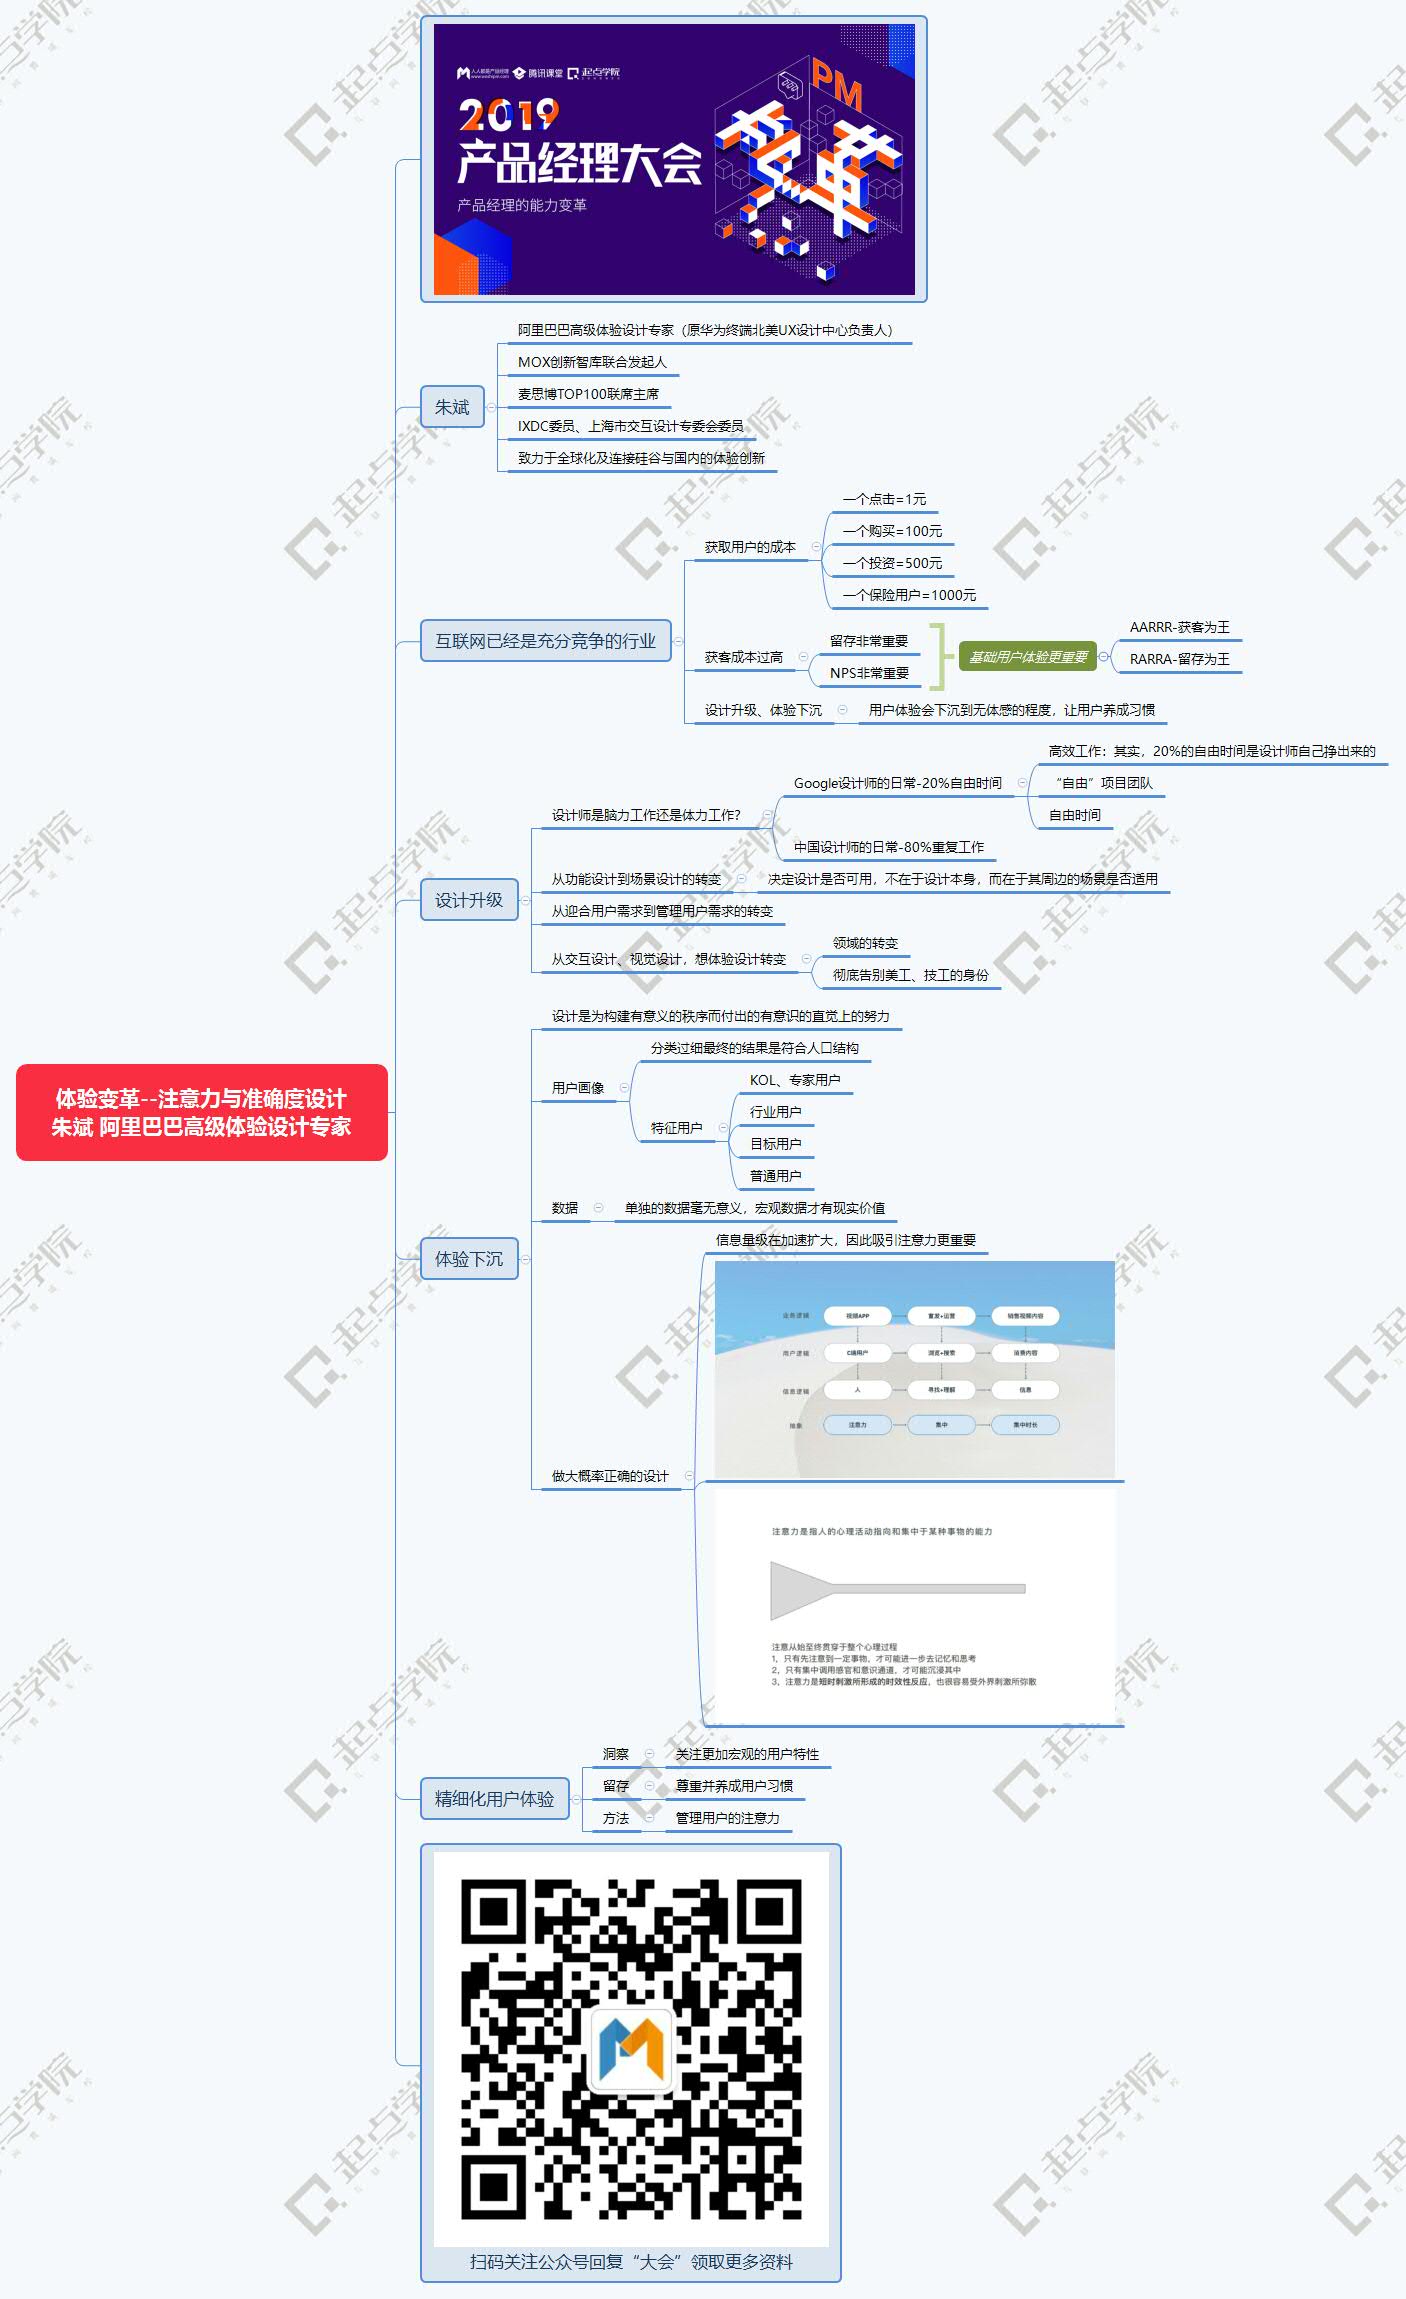 人人都是产品经理
www.woshipm.com
腾讯课堂
起点学院
2019
产品经理大会
产品经理的能力变革
PM
变革
朱斌
阿里巴巴高级体验设计专家（原华为终端北美UX设计中心负责人）
MOX创新智库联合发起人
麦思博TOP100联席主席
IXDC委员、上海市交互设计专委会委员
致力于全球化及连接硅谷与国内的体验创新
互联网已经是充分竞争的行业
获取用户的成本
一个点击=1元
一个购买=100元
一个投资=500元
一个保险用户=1000元
获客成本过高
留存非常重要
NPS非常重要
基础用户体验更重要
AARRR-获客为王
RARRA-留存为王
设计升级、体验下沉
用户体验会下沉到无体感的程度，让用户养成习惯
设计升级
设计师是脑力工作还是体力工作？
Google设计师的日常-20%自由时间
高效工作：其实，20%的自由时间是设计师自己挣出来的
“自由”项目团队
自由时间
中国设计师的日常-80%重复工作
从功能设计到场景设计的转变
决定设计是否可用，不在于设计本身，而在于其周边的场景是否适用
从迎合用户需求到管理用户需求的转变
从交互设计、视觉设计，想体验设计转变
领域的转变
彻底告别美工、技工的身份
体验变革--注意力与准确度设计
朱斌 阿里巴巴高级体验设计专家
体验下沉
设计是为构建有意义的秩序而付出的有意识的直觉上的努力
用户画像
分类过细最终的结果是符合人口结构
特征用户
KOL、专家用户
行业用户
目标用户
普通用户
数据
单独的数据毫无意义，宏观数据才有现实价值
做大概率正确的设计
信息量级在加速扩大，因此吸引注意力更重要
业务逻辑
视频APP
宣发+运营
销售视频内容
用户逻辑
C端用户
浏览+搜索
消费内容
信息逻辑
人
寻找+理解
信息
抽象
注意力
集中
集中时长
注意力是指人的心理活动指向和集中于某种事物的能力
注意从始至终贯穿于整个心理过程
1，只有先注意到一定事物，才可能进一步去记忆和思考
2，只有集中调用感官和意识通道，才可能沉浸其中
3，注意力是短时刺激所形成的时效性反应，也很容易受外界刺激所弥散
精细化用户体验
洞察
关注更加宏观的用户特性
留存
尊重并养成用户习惯
方法
管理用户的注意力
扫码关注公众号回复“大会”领取更多资料